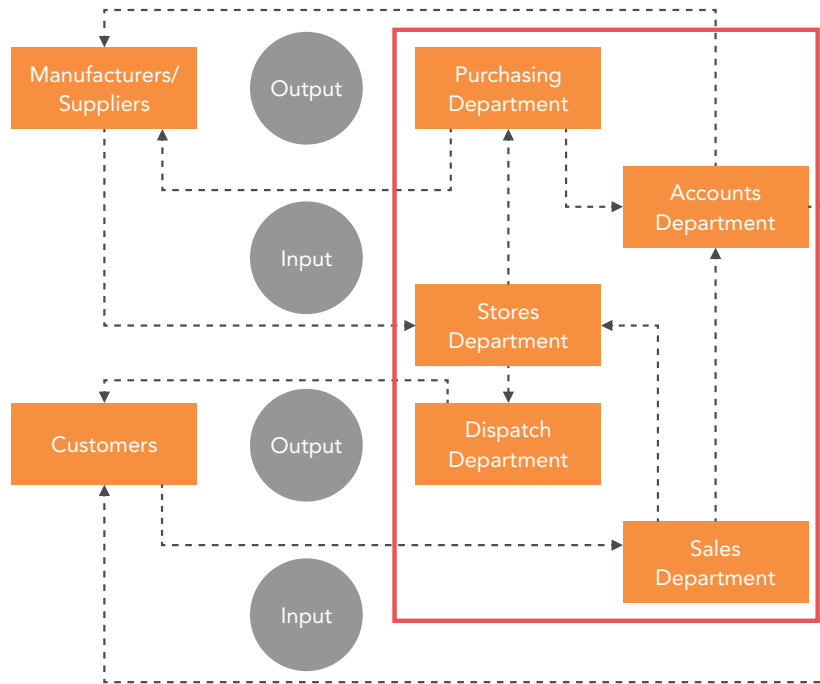 Manufacturers/
Suppliers
Output
Purchasing
Department
Accounts
Department
Input
Stores
Department
Customers
Output
Dispatch
Department
Sales
Department
Input